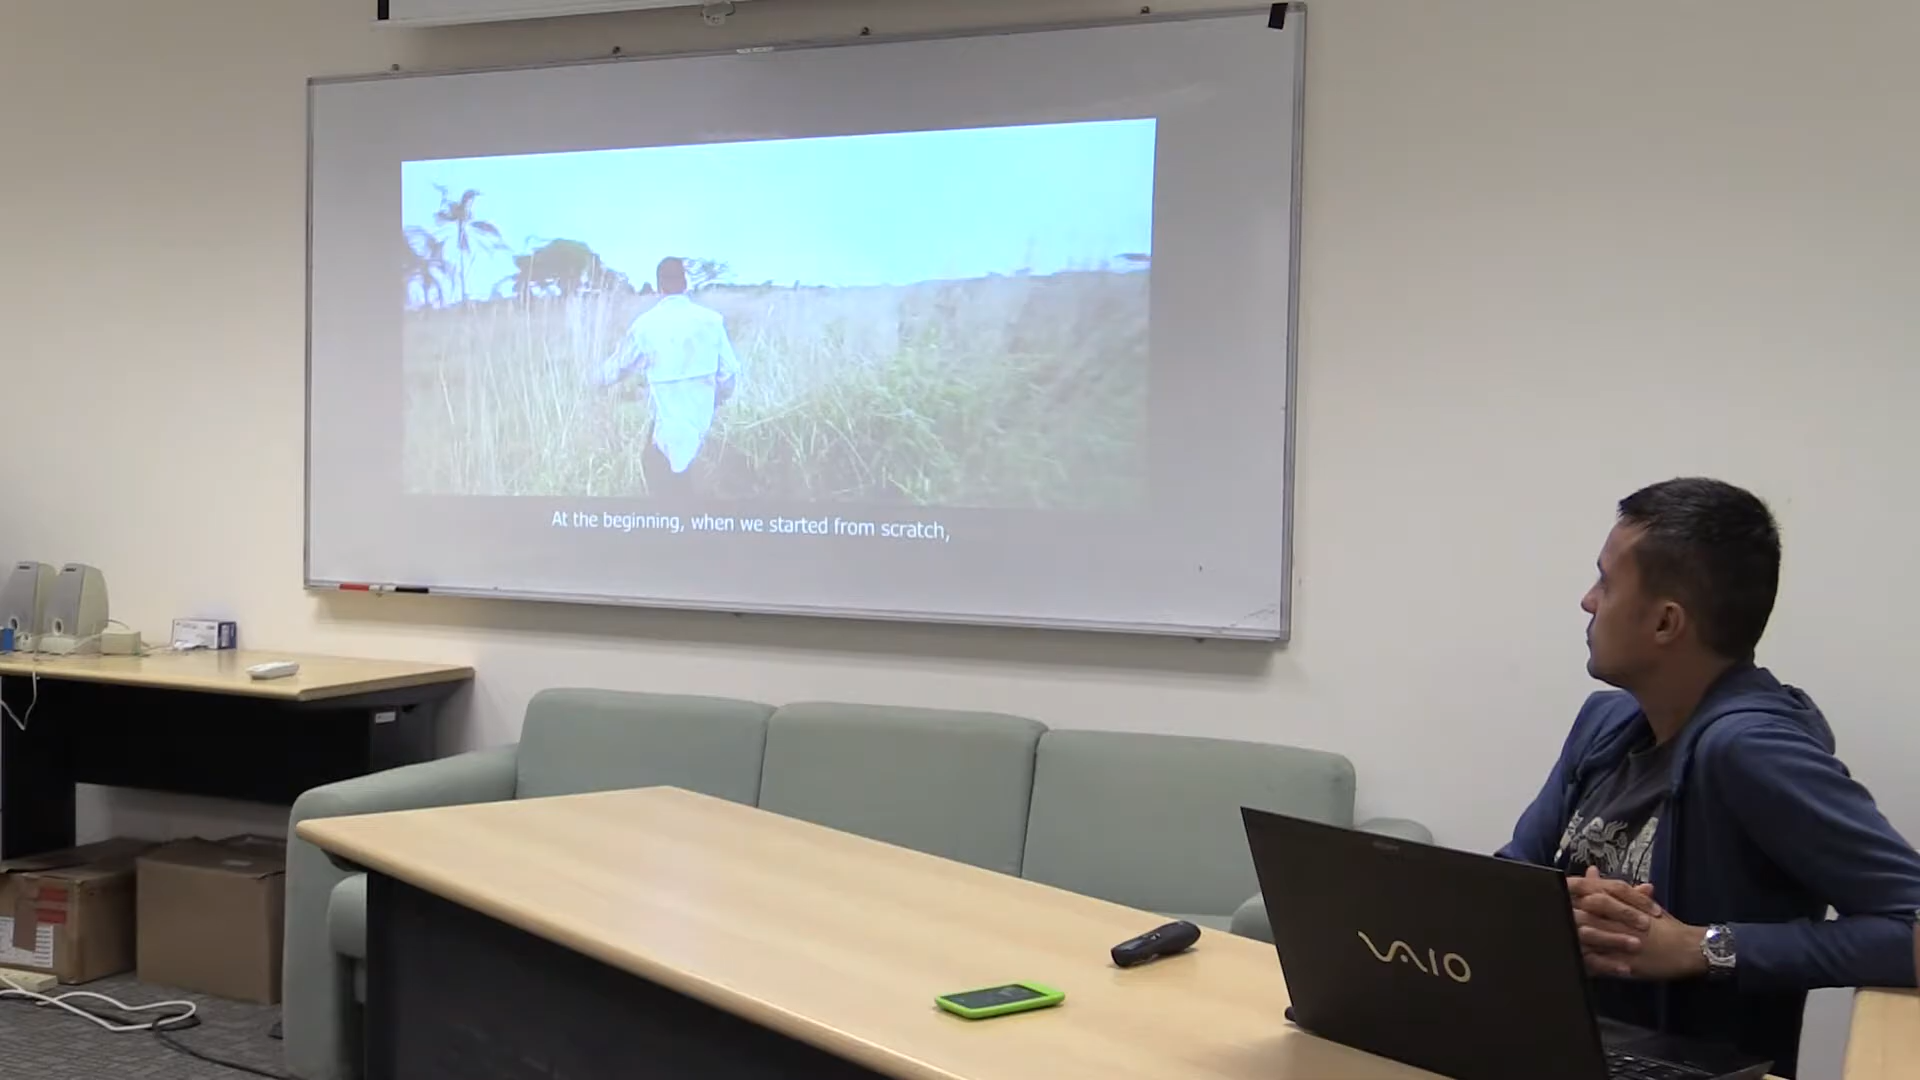 At the beginning, when we started from scratch,
VAIO